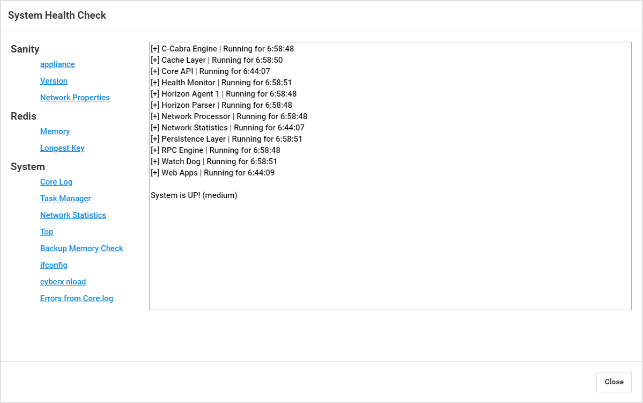 System Health Check
Sanity
appliance
Version
Network Properties
Redis
Memory
Longest Key
System
Core Log
Task Manager
Network Statistics
Top
Backup Memory Check
ifconfig
cyberx nload
Errors from Core.log
[+] C-Cabra Engine | Running for 6:58:48
[+] Cache Layer | Running for 6:58:50
[+] Core API | Running for 6:44:07
[+] Health Monitor | Running for 6:58:51
[+] Horizon Agent 1 | Running for 6:58:48
[+] Horizon Parser | Running for 6:58:48
[+] Network Processor | Running for 6:58:48
[+] Network Statistics | Running for 6:44:07
[+] Persistence Layer | Running for 6:58:51
[+] RPC Engine | Running for 6:58:48
[+] Watch Dog | Running for 6:58:51
[+] Web Apps | Running for 6:44:09
System is UP! (medium)
Close